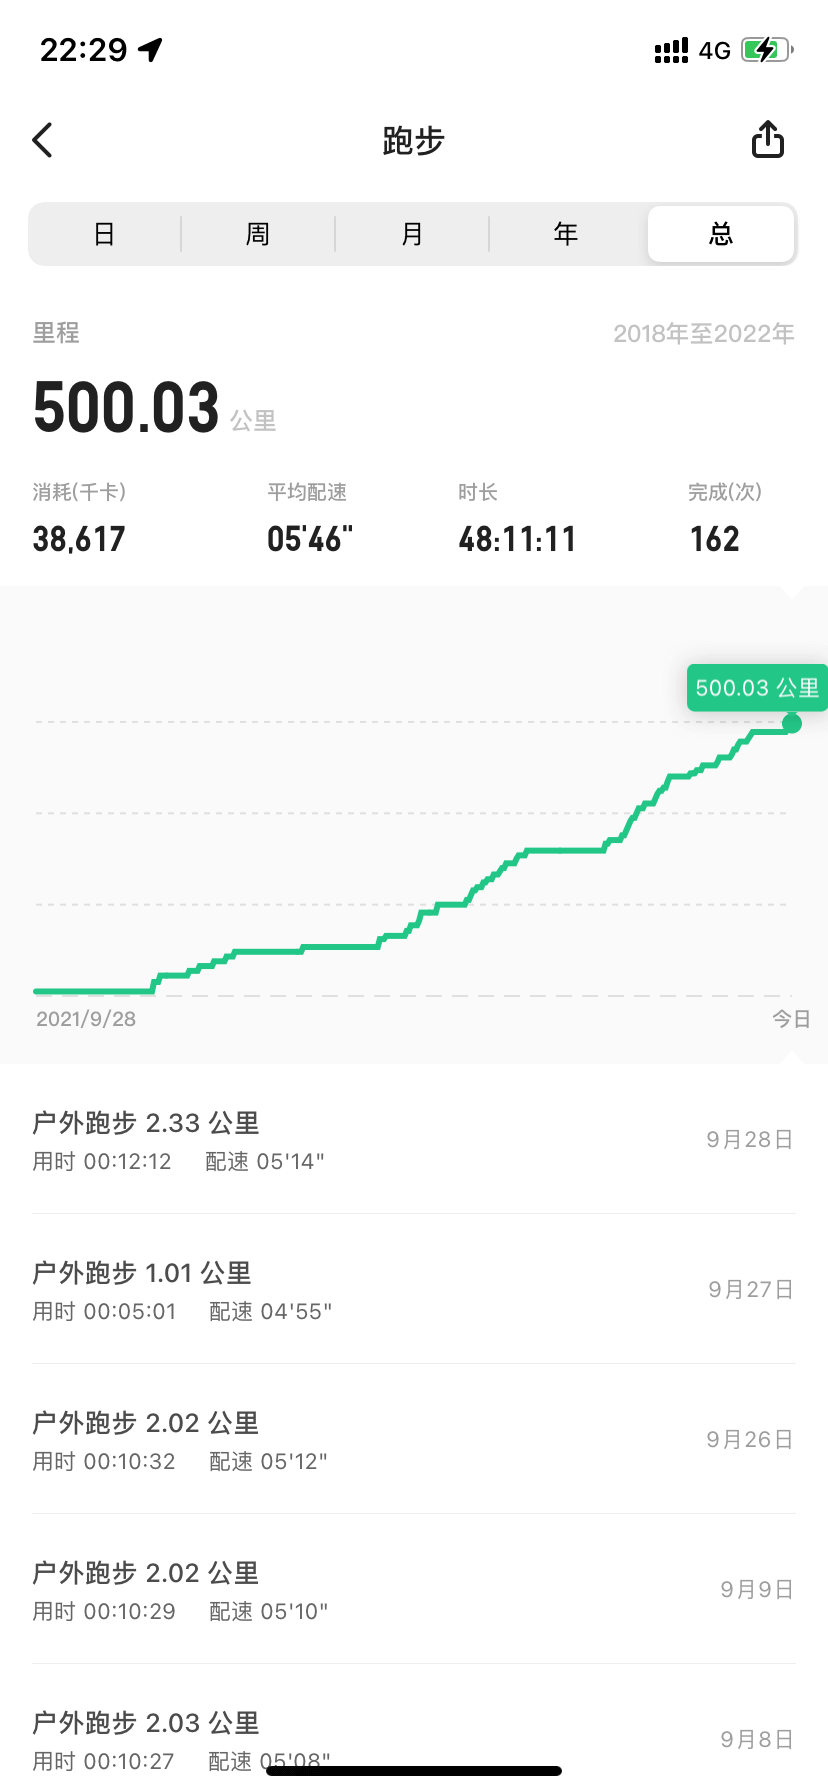 22:29
4G
跑步
日 周 月 年 总
里程 2018年至2022年
500.03 公里
消耗(千卡) 平均配速 时长 完成(次)
38,617 05'46" 48:11:11 162
500.03 公里
2021/9/28 今日
户外跑步 2.33 公里
9月28日
用时 00:12:12 配速 05'14"
户外跑步 1.01 公里
9月27日
用时 00:05:01 配速 04'55"
户外跑步 2.02 公里
9月26日
用时 00:10:32 配速 05'12"
户外跑步 2.02 公里
9月9日
用时 00:10:29 配速 05'10"
户外跑步 2.03 公里
9月8日
用时 00:10:27 配速 05'08"